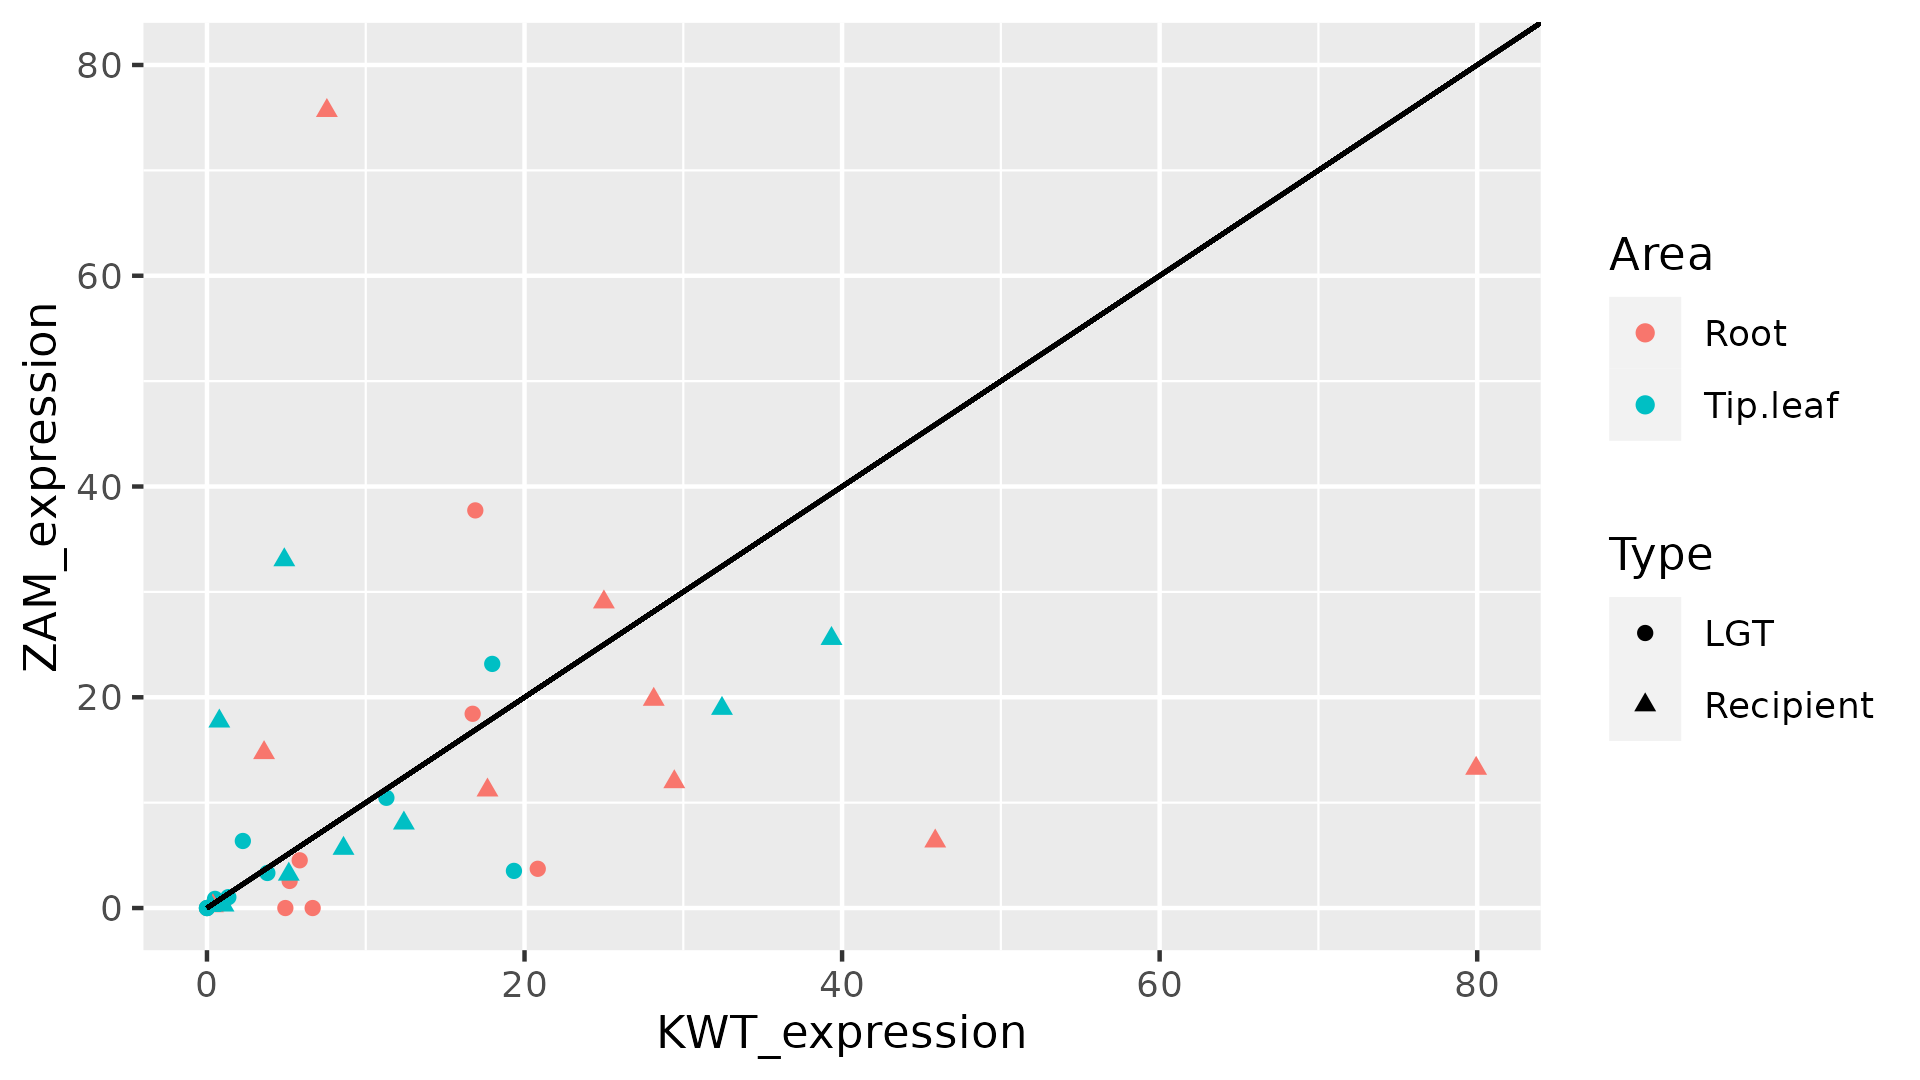 80
60
40
20
0
ZAM_expression
0 20 40 60 80
KWT_expression
Area
Root
Tip.leaf
Type
LGT
Recipient